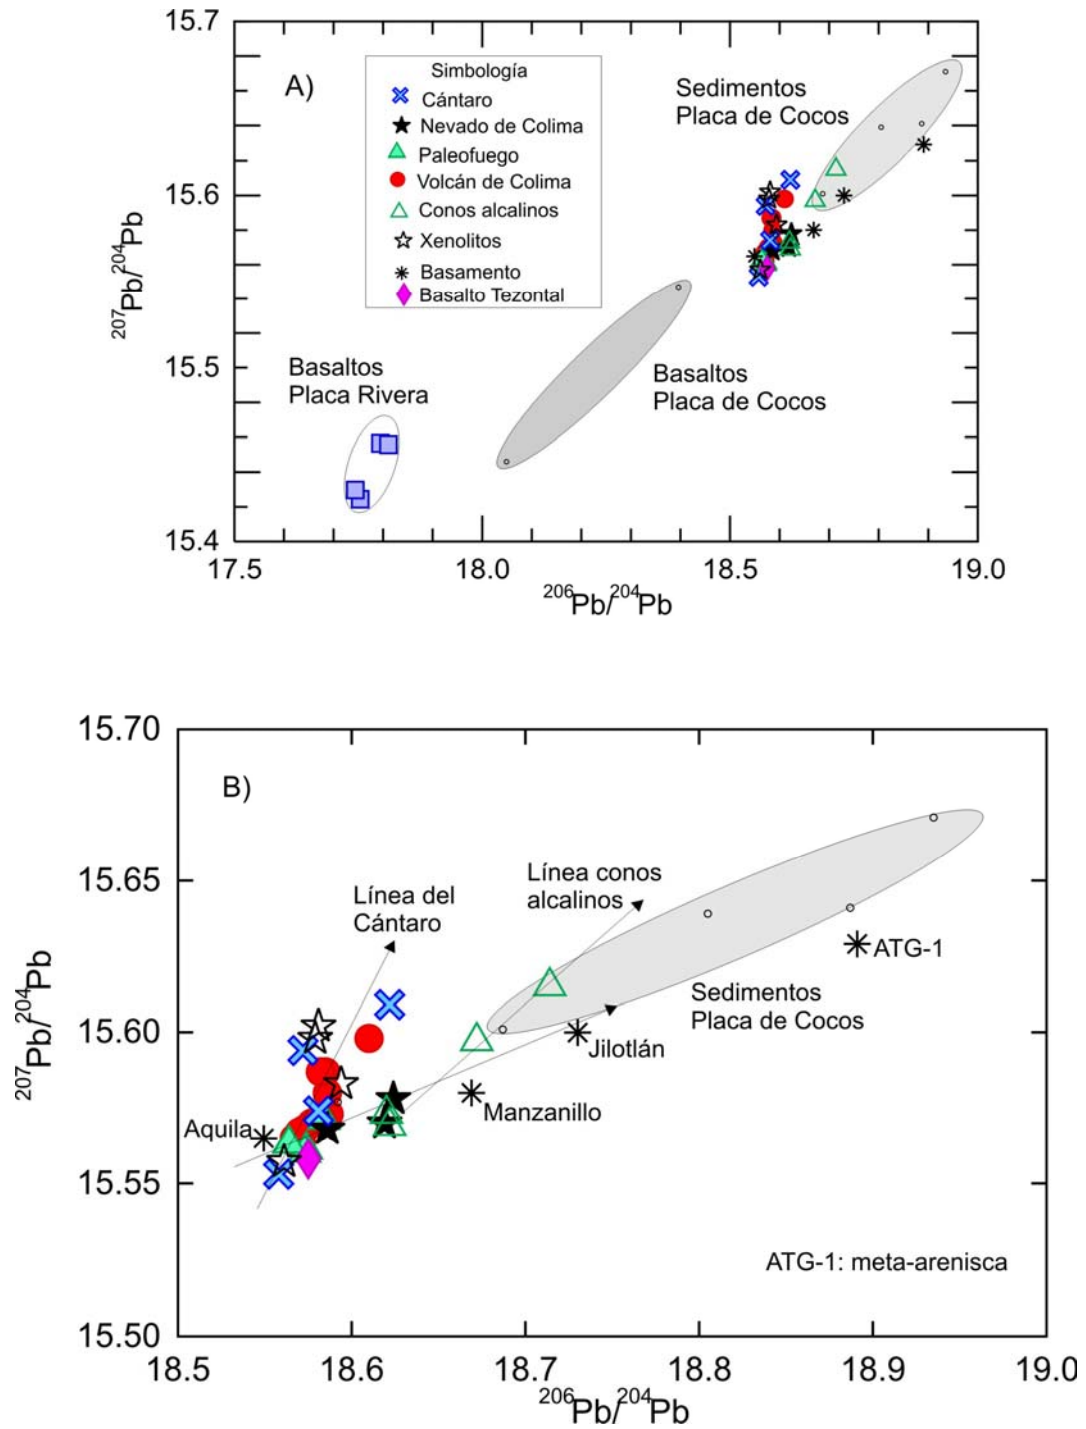 15.7
A)
Simbología
Cántaro
Nevado de Colima
Paleofuego
Volcán de Colima
Conos alcalinos
Xenolitos
Basamento
Basalto Tezontal
Sedimentos
Placa de Cocos
15.6
207Pb/204Pb
15.5
Basaltos
Placa Rivera
Basaltos
Placa de Cocos
15.4
17.5 18.0 18.5 19.0
206Pb/204Pb
15.70
B)
Línea conos
alcalinos
Línea del
Cántaro
15.65
ATG-1
207Pb/204Pb
Sedimentos
Placa de Cocos
15.60
Jilotlán
Manzanillo
Aquila
15.55
ATG-1: meta-arenisca
15.50
18.5 18.6 18.7 18.8 18.9 19.0
206Pb/204Pb